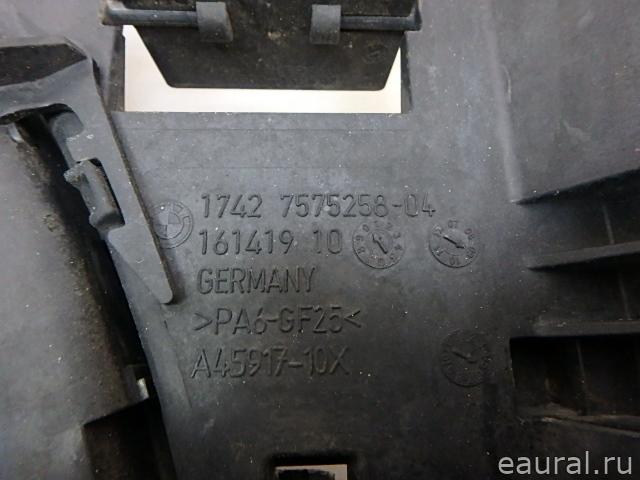 1742 7575258-04
161419 10
GERMANY
>PA6-GF25<
A45917-10X
eaural.ru